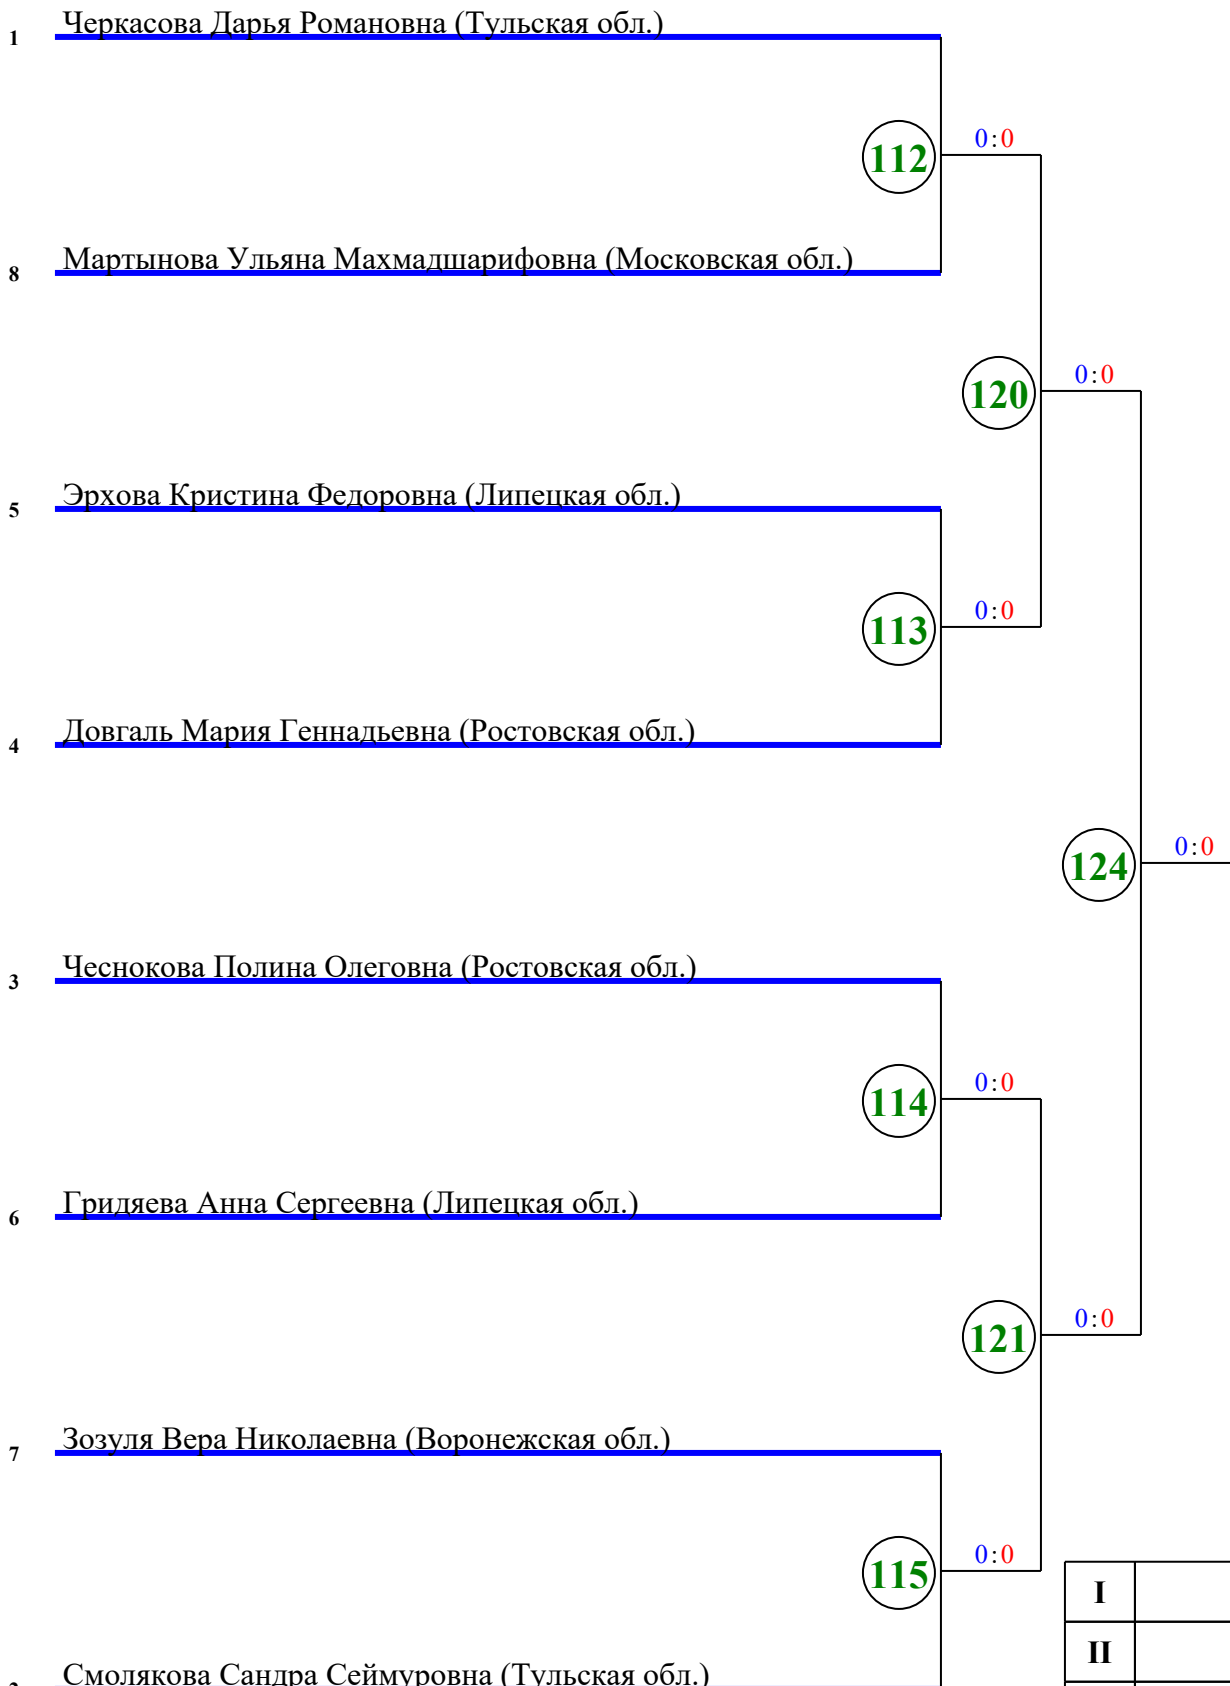 Черкасова Дарья Романовна (Тульская обл.)
1
0:0
112
Мартынова Ульяна Махмадшарифовна (Московская обл.)
8
0:0
120
Эрхова Кристина Федоровна (Липецкая обл.)
5
0:0
113
Довгаль Мария Геннадьевна (Ростовская обл.)
4
0:0
124
Чеснокова Полина Олеговна (Ростовская обл.)
3
0:0
114
Гридяева Анна Сергеевна (Липецкая обл.)
6
0:0
121
Зозуля Вера Николаевна (Воронежская обл.)
7
0:0
115
I
II
Смолякова Сандра Сеймуровна (Тульская обл.)